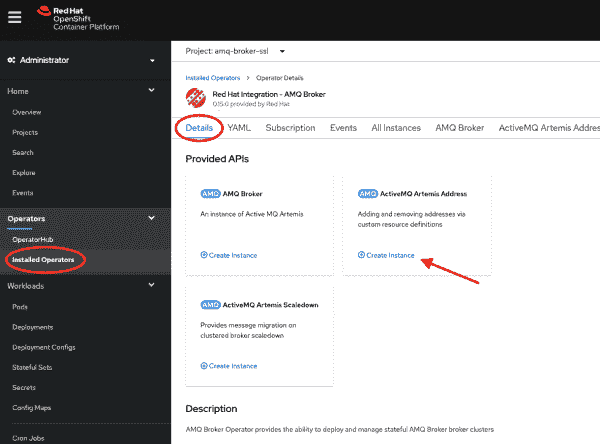 Red Hat
OpenShift
Container Platform
Administrator
Home
Overview
Projects
Search
Explore
Events
Operators
OperatorHub
Installed Operators
Workloads
Pods
Deployments
Deployment Configs
Stateful Sets
Secrets
Config Maps
Cron Jobs
Project: amq-broker-ssl
Installed Operators > Operator Details
Red Hat Integration - AMQ Broker
0.15.0 provided by Red Hat
Details YAML Subscription Events All Instances AMQ Broker ActiveMQ Artemis Addres
Provided APIs
AMQ AMQ Broker
An instance of Active MQ Artemis
Create Instance
AMQ ActiveMQ Artemis Address
Adding and removing addresses via
custom resource definitions
Create Instance
AMQ ActiveMQ Artemis Scaledown
Provides message migration on
clustered broker scaledown
Create Instance
Description
AMQ Broker Operator provides the ability to deploy and manage stateful AMQ Broker broker clusters